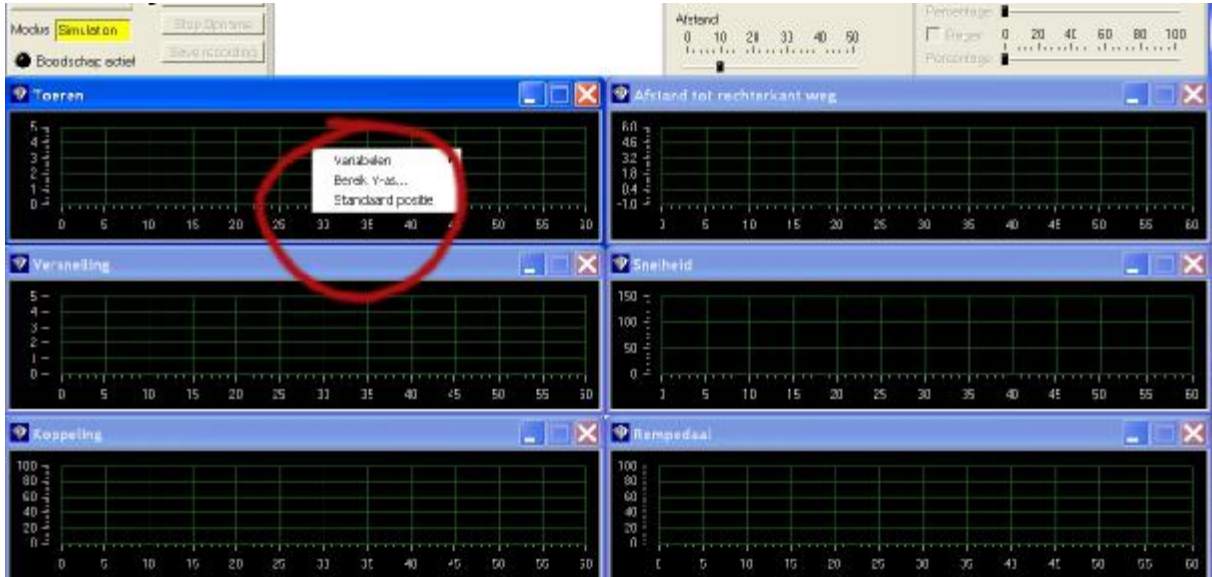 Modus Simulation
Stop Opname
Save recording
Boodschap actief
Afstand
0 10 20 30 40 50
Percentage
Regen 0 20 40 60 80 100
Percentage
Toeren
5
4
3
2
1
0
0 5 10 15 20 25 30 35 40 45 50 55 60
Variabelen
Bereik Y-as...
Standaard positie
Afstand tot rechterkant weg
6.0
4.6
3.2
1.8
0.4
-1.0
0 5 10 15 20 25 30 35 40 45 50 55 60
Versnelling
5
4
3
2
1
0
0 5 10 15 20 25 30 35 40 45 50 55 60
Snelheid
150
100
50
0
0 5 10 15 20 25 30 35 40 45 50 55 60
Koppeling
100
80
60
40
20
0
0 5 10 15 20 25 30 35 40 45 50 55 60
Rempedaal
100
80
60
40
20
0
0 5 10 15 20 25 30 35 40 45 50 55 60